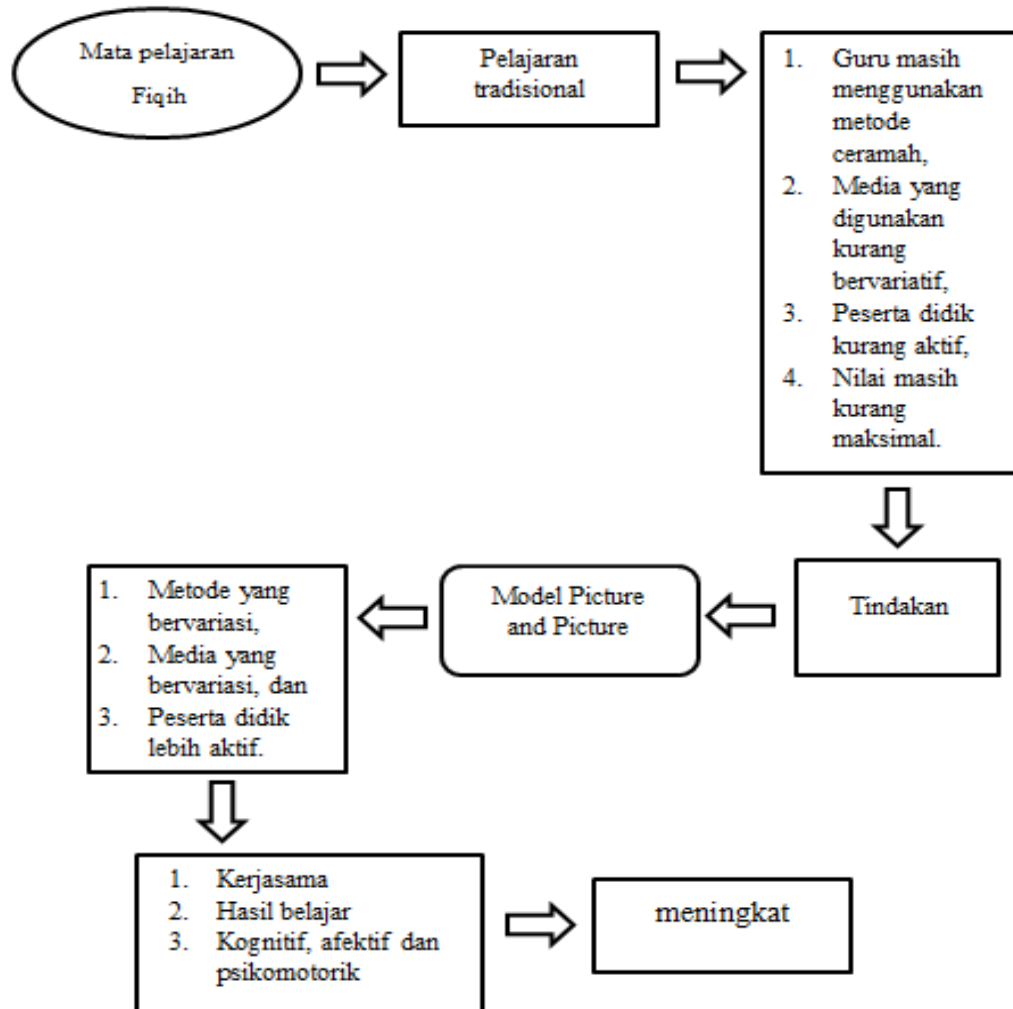 Mata pelajaran
Fiqih
Pelajaran
tradisional
1. Guru masih
menggunakan
metode
ceramah,
2. Media yang
digunakan
kurang
bervariatif,
3. Peserta didik
kurang aktif,
4. Nilai masih
kurang
maksimal.
Tindakan
Model Picture
and Picture
1. Metode yang
bervariasi,
2. Media yang
bervariasi, dan
3. Peserta didik
lebih aktif.
1. Kerjasama
2. Hasil belajar
3. Kognitif, afektif dan
psikomotorik
meningkat